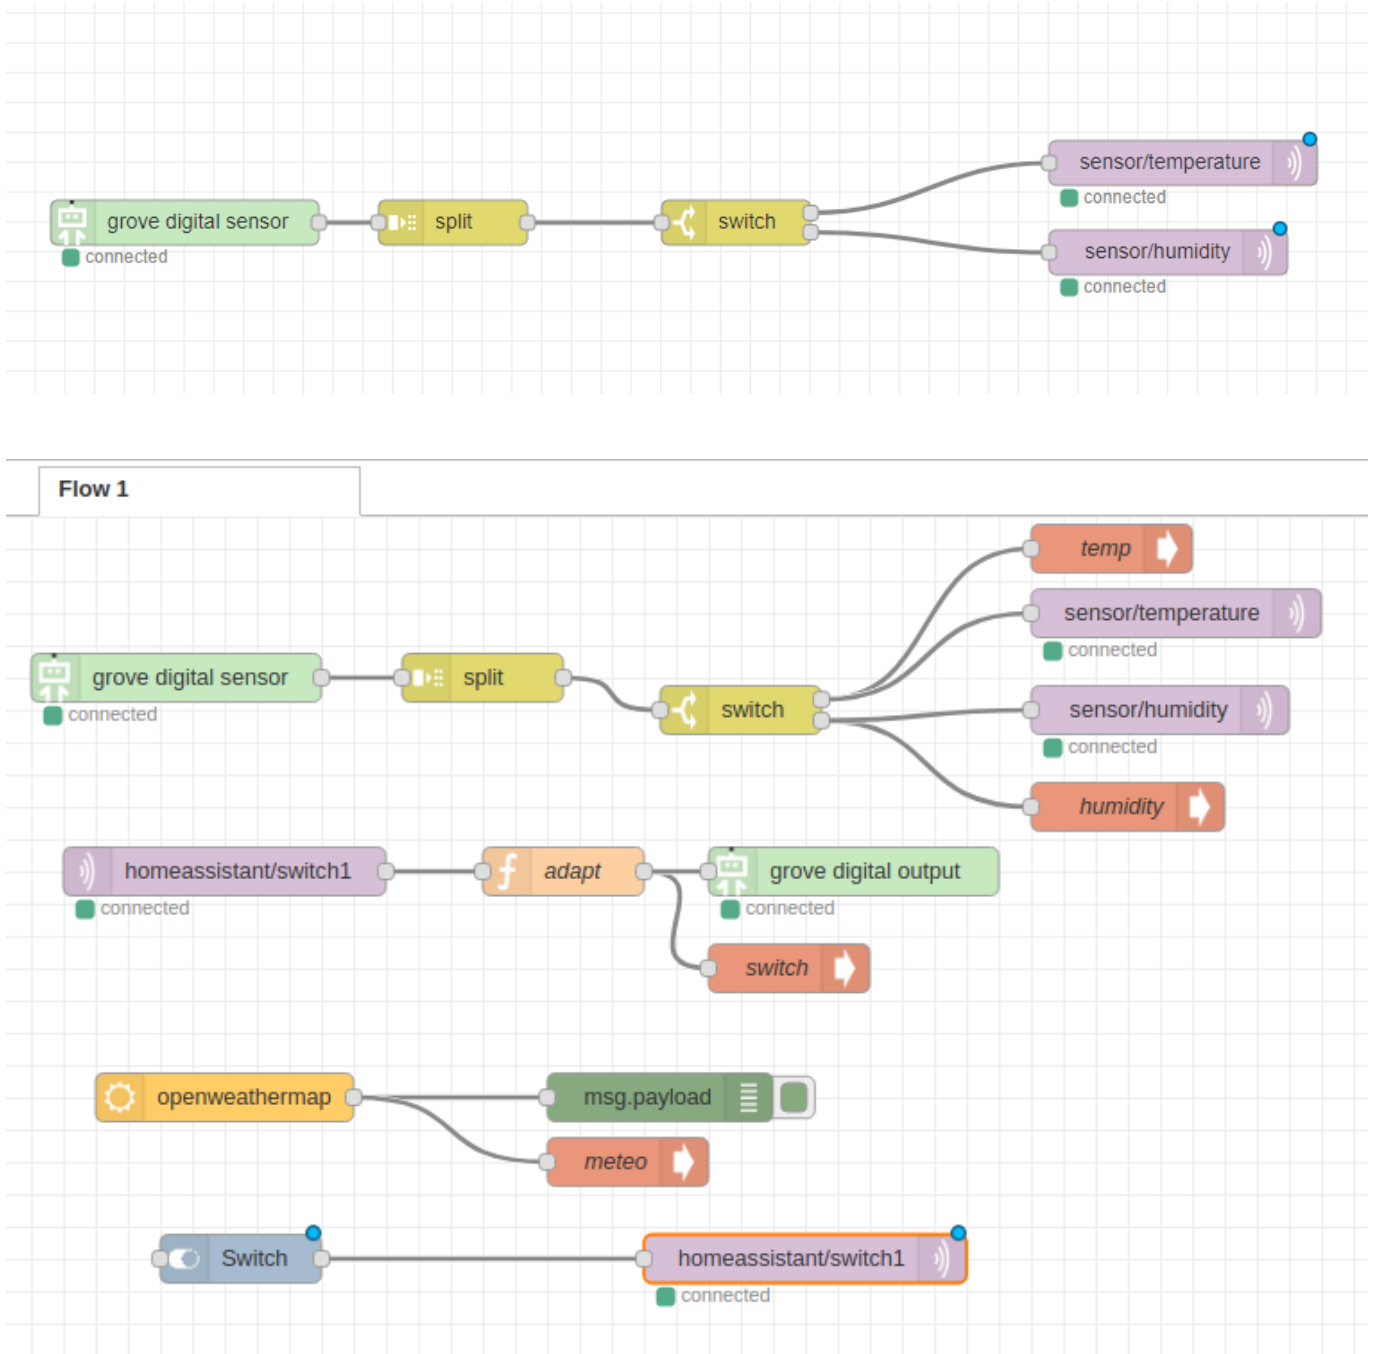 sensor/temperature
connected
grove digital sensor
connected
split
switch
sensor/humidity
connected
Flow 1
temp
sensor/temperature
connected
grove digital sensor
connected
split
switch
sensor/humidity
connected
humidity
homeassistant/switch1
connected
adapt
grove digital output
connected
switch
openweathermap
msg.payload
meteo
Switch
homeassistant/switch1
connected